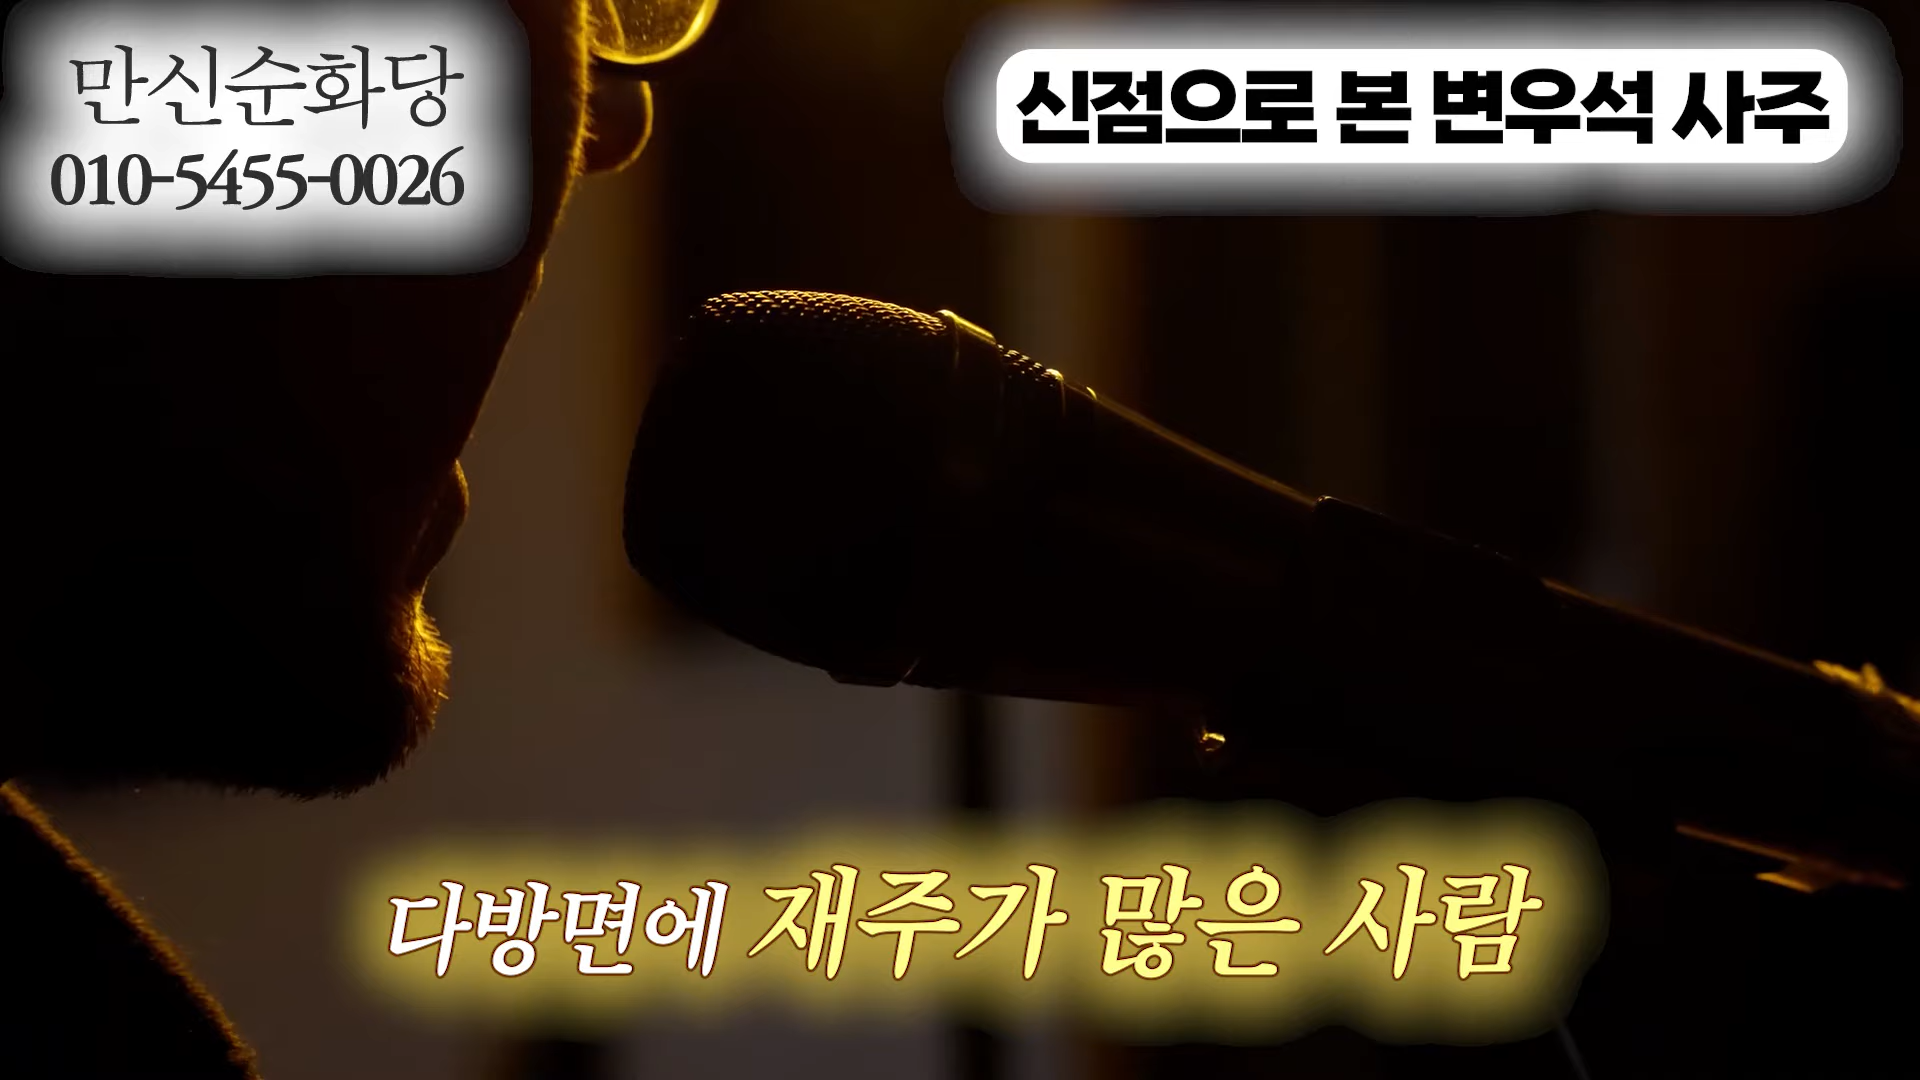 만신순화당
010-5455-0026
신점으로 본 변우석 사주
다방면에 재주가 많은 사람